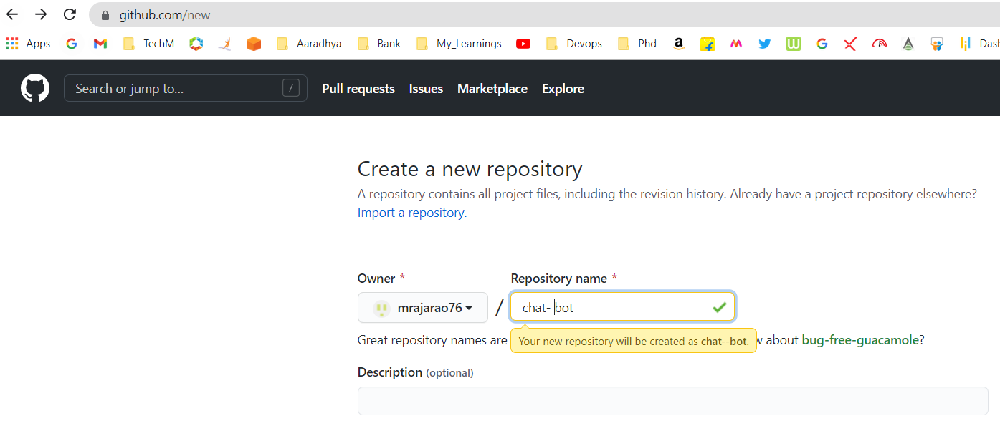 github.com/new
Apps TechM Aaradhya Bank My_Learnings Devops Phd Dash
Search or jump to... / Pull requests Issues Marketplace Explore
Create a new repository
A repository contains all project files, including the revision history. Already have a project repository elsewhere?
Import a repository.
Owner * Repository name *
mrajarao76 / chat- bot
Great repository names are Your new repository will be created as chat--bot. about bug-free-guacamole?
Description (optional)